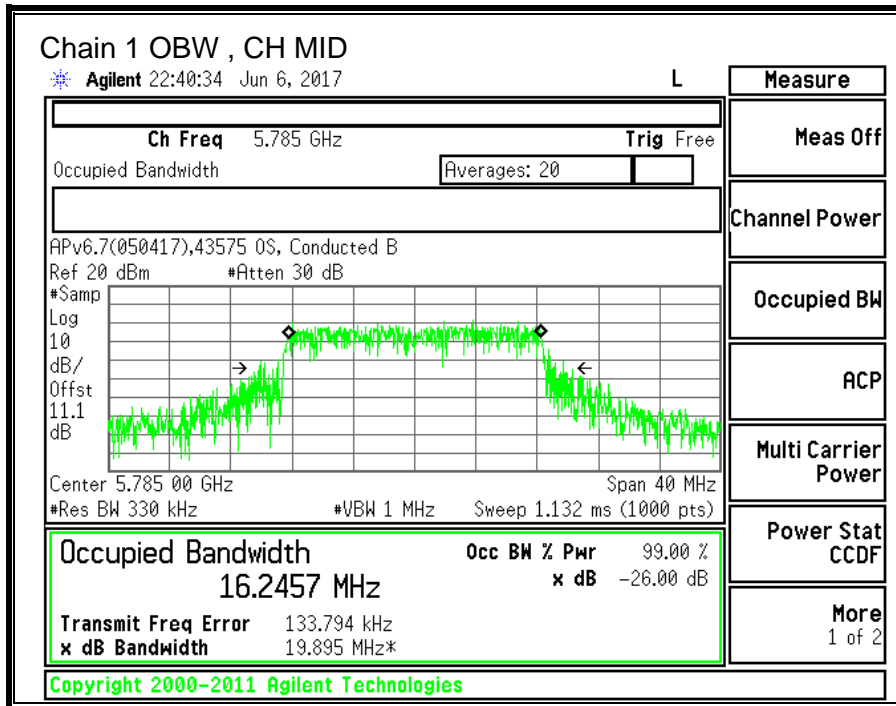 Chain 1 OBW , CH MID
Agilent 22:40:34 Jun 6, 2017 L
Measure
Ch Freq 5.785 GHz Trig Free
Meas Off
Occupied Bandwidth Averages: 20
Channel Power
APv6.7(050417),43575 OS, Conducted B
Ref 20 dBm #Atten 30 dB
#Samp
Log
10
dB/
Offst
11.1
dB
Occupied BW
ACP
Multi Carrier
Power
Center 5.785 00 GHz Span 40 MHz
#Res BW 330 kHz #VBW 1 MHz Sweep 1.132 ms (1000 pts)
Power Stat
CCDF
Occupied Bandwidth Occ BW % Pwr 99.00 %
16.2457 MHz x dB -26.00 dB
Transmit Freq Error 133.794 kHz
x dB Bandwidth 19.895 MHz*
More
1 of 2
Copyright 2000-2011 Agilent Technologies